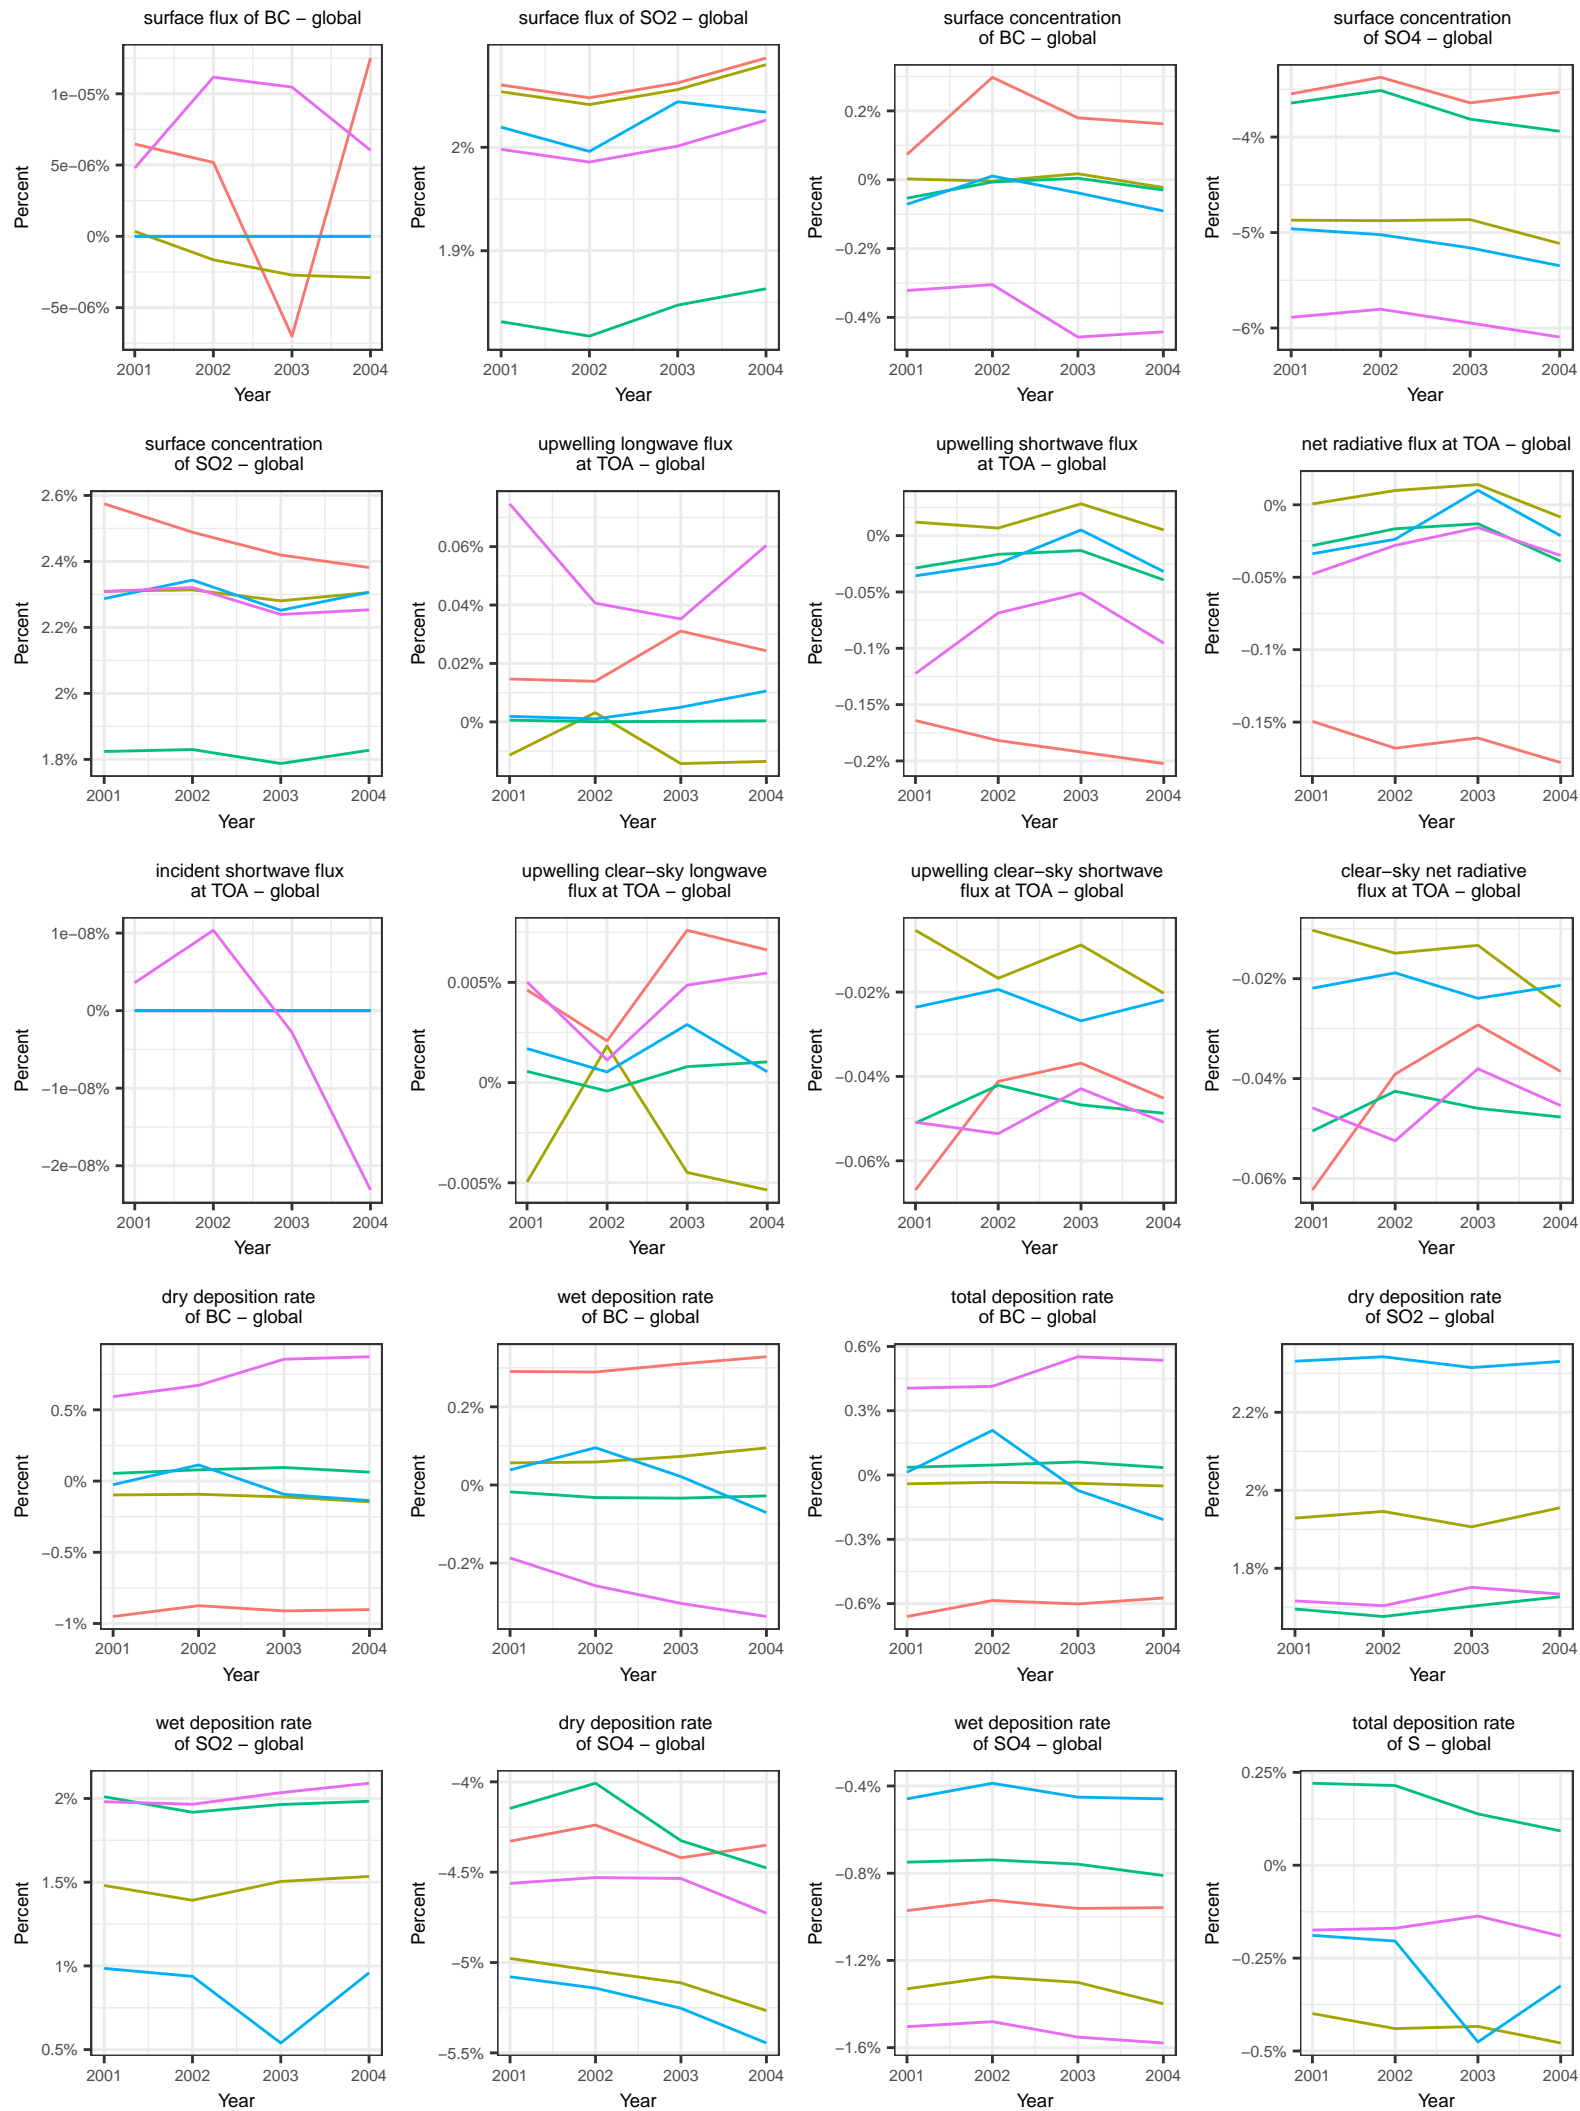 surface flux of BC − global
1e−05%
5e−06%
0%
−5e−06%
Percent
2001 2002 2003 2004
Year
surface flux of SO2 − global
2%
1.9%
Percent
2001 2002 2003 2004
Year
surface concentration
of BC − global
0.2%
0%
−0.2%
−0.4%
Percent
2001 2002 2003 2004
Year
surface concentration
of SO4 − global
−4%
−5%
−6%
Percent
2001 2002 2003 2004
Year
surface concentration
of SO2 − global
2.6%
2.4%
2.2%
2%
1.8%
Percent
2001 2002 2003 2004
Year
upwelling longwave flux
at TOA − global
0.06%
0.04%
0.02%
0%
Percent
2001 2002 2003 2004
Year
upwelling shortwave flux
at TOA − global
0%
−0.05%
−0.1%
−0.15%
−0.2%
Percent
2001 2002 2003 2004
Year
net radiative flux at TOA − global
0%
−0.05%
−0.1%
−0.15%
Percent
2001 2002 2003 2004
Year
incident shortwave flux
at TOA − global
1e−08%
0%
−1e−08%
−2e−08%
Percent
2001 2002 2003 2004
Year
upwelling clear−sky longwave
flux at TOA − global
0.005%
0%
−0.005%
Percent
2001 2002 2003 2004
Year
upwelling clear−sky shortwave
flux at TOA − global
−0.02%
−0.04%
−0.06%
Percent
2001 2002 2003 2004
Year
clear−sky net radiative
flux at TOA − global
−0.02%
−0.04%
−0.06%
Percent
2001 2002 2003 2004
Year
dry deposition rate
of BC − global
0.5%
0%
−0.5%
−1%
Percent
2001 2002 2003 2004
Year
wet deposition rate
of BC − global
0.2%
0%
−0.2%
Percent
2001 2002 2003 2004
Year
total deposition rate
of BC − global
0.6%
0.3%
0%
−0.3%
−0.6%
Percent
2001 2002 2003 2004
Year
dry deposition rate
of SO2 − global
2.2%
2%
1.8%
Percent
2001 2002 2003 2004
Year
wet deposition rate
of SO2 − global
2%
1.5%
1%
0.5%
Percent
2001 2002 2003 2004
Year
dry deposition rate
of SO4 − global
−4%
−4.5%
−5%
−5.5%
Percent
2001 2002 2003 2004
Year
wet deposition rate
of SO4 − global
−0.4%
−0.8%
−1.2%
−1.6%
Percent
2001 2002 2003 2004
Year
total deposition rate
of S − global
0.25%
0%
−0.25%
−0.5%
Percent
2001 2002 2003 2004
Year